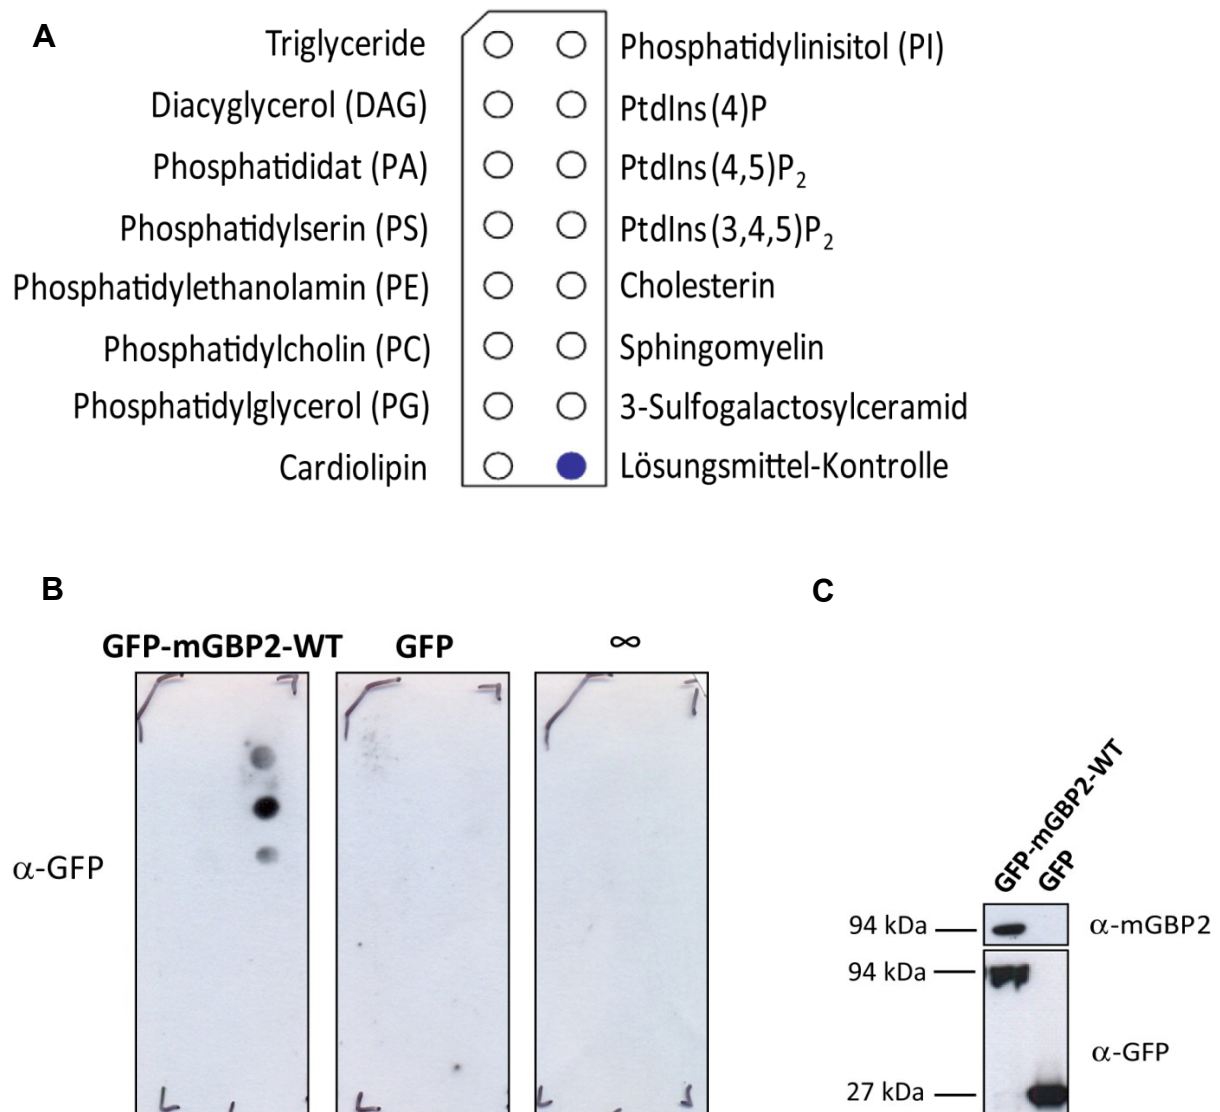 A
Triglyceride
Phosphatidylinisitol (PI)
Diacyglycerol (DAG)
PtdIns(4)P
Phosphatididat (PA)
PtdIns(4,5)P₂
Phosphatidylserin (PS)
PtdIns(3,4,5)P₂
Phosphatidylethanolamin (PE)
Cholesterin
Phosphatidylcholin (PC)
Sphingomyelin
Phosphatidylglycerol (PG)
3-Sulfogalactosylceramid
Cardiolipin
Lösungsmittel-Kontrolle
B
GFP-mGBP2-WT
GFP
∞
α-GFP
C
GFP-mGBP2-WT
GFP
94 kDa
α-mGBP2
94 kDa
α-GFP
27 kDa